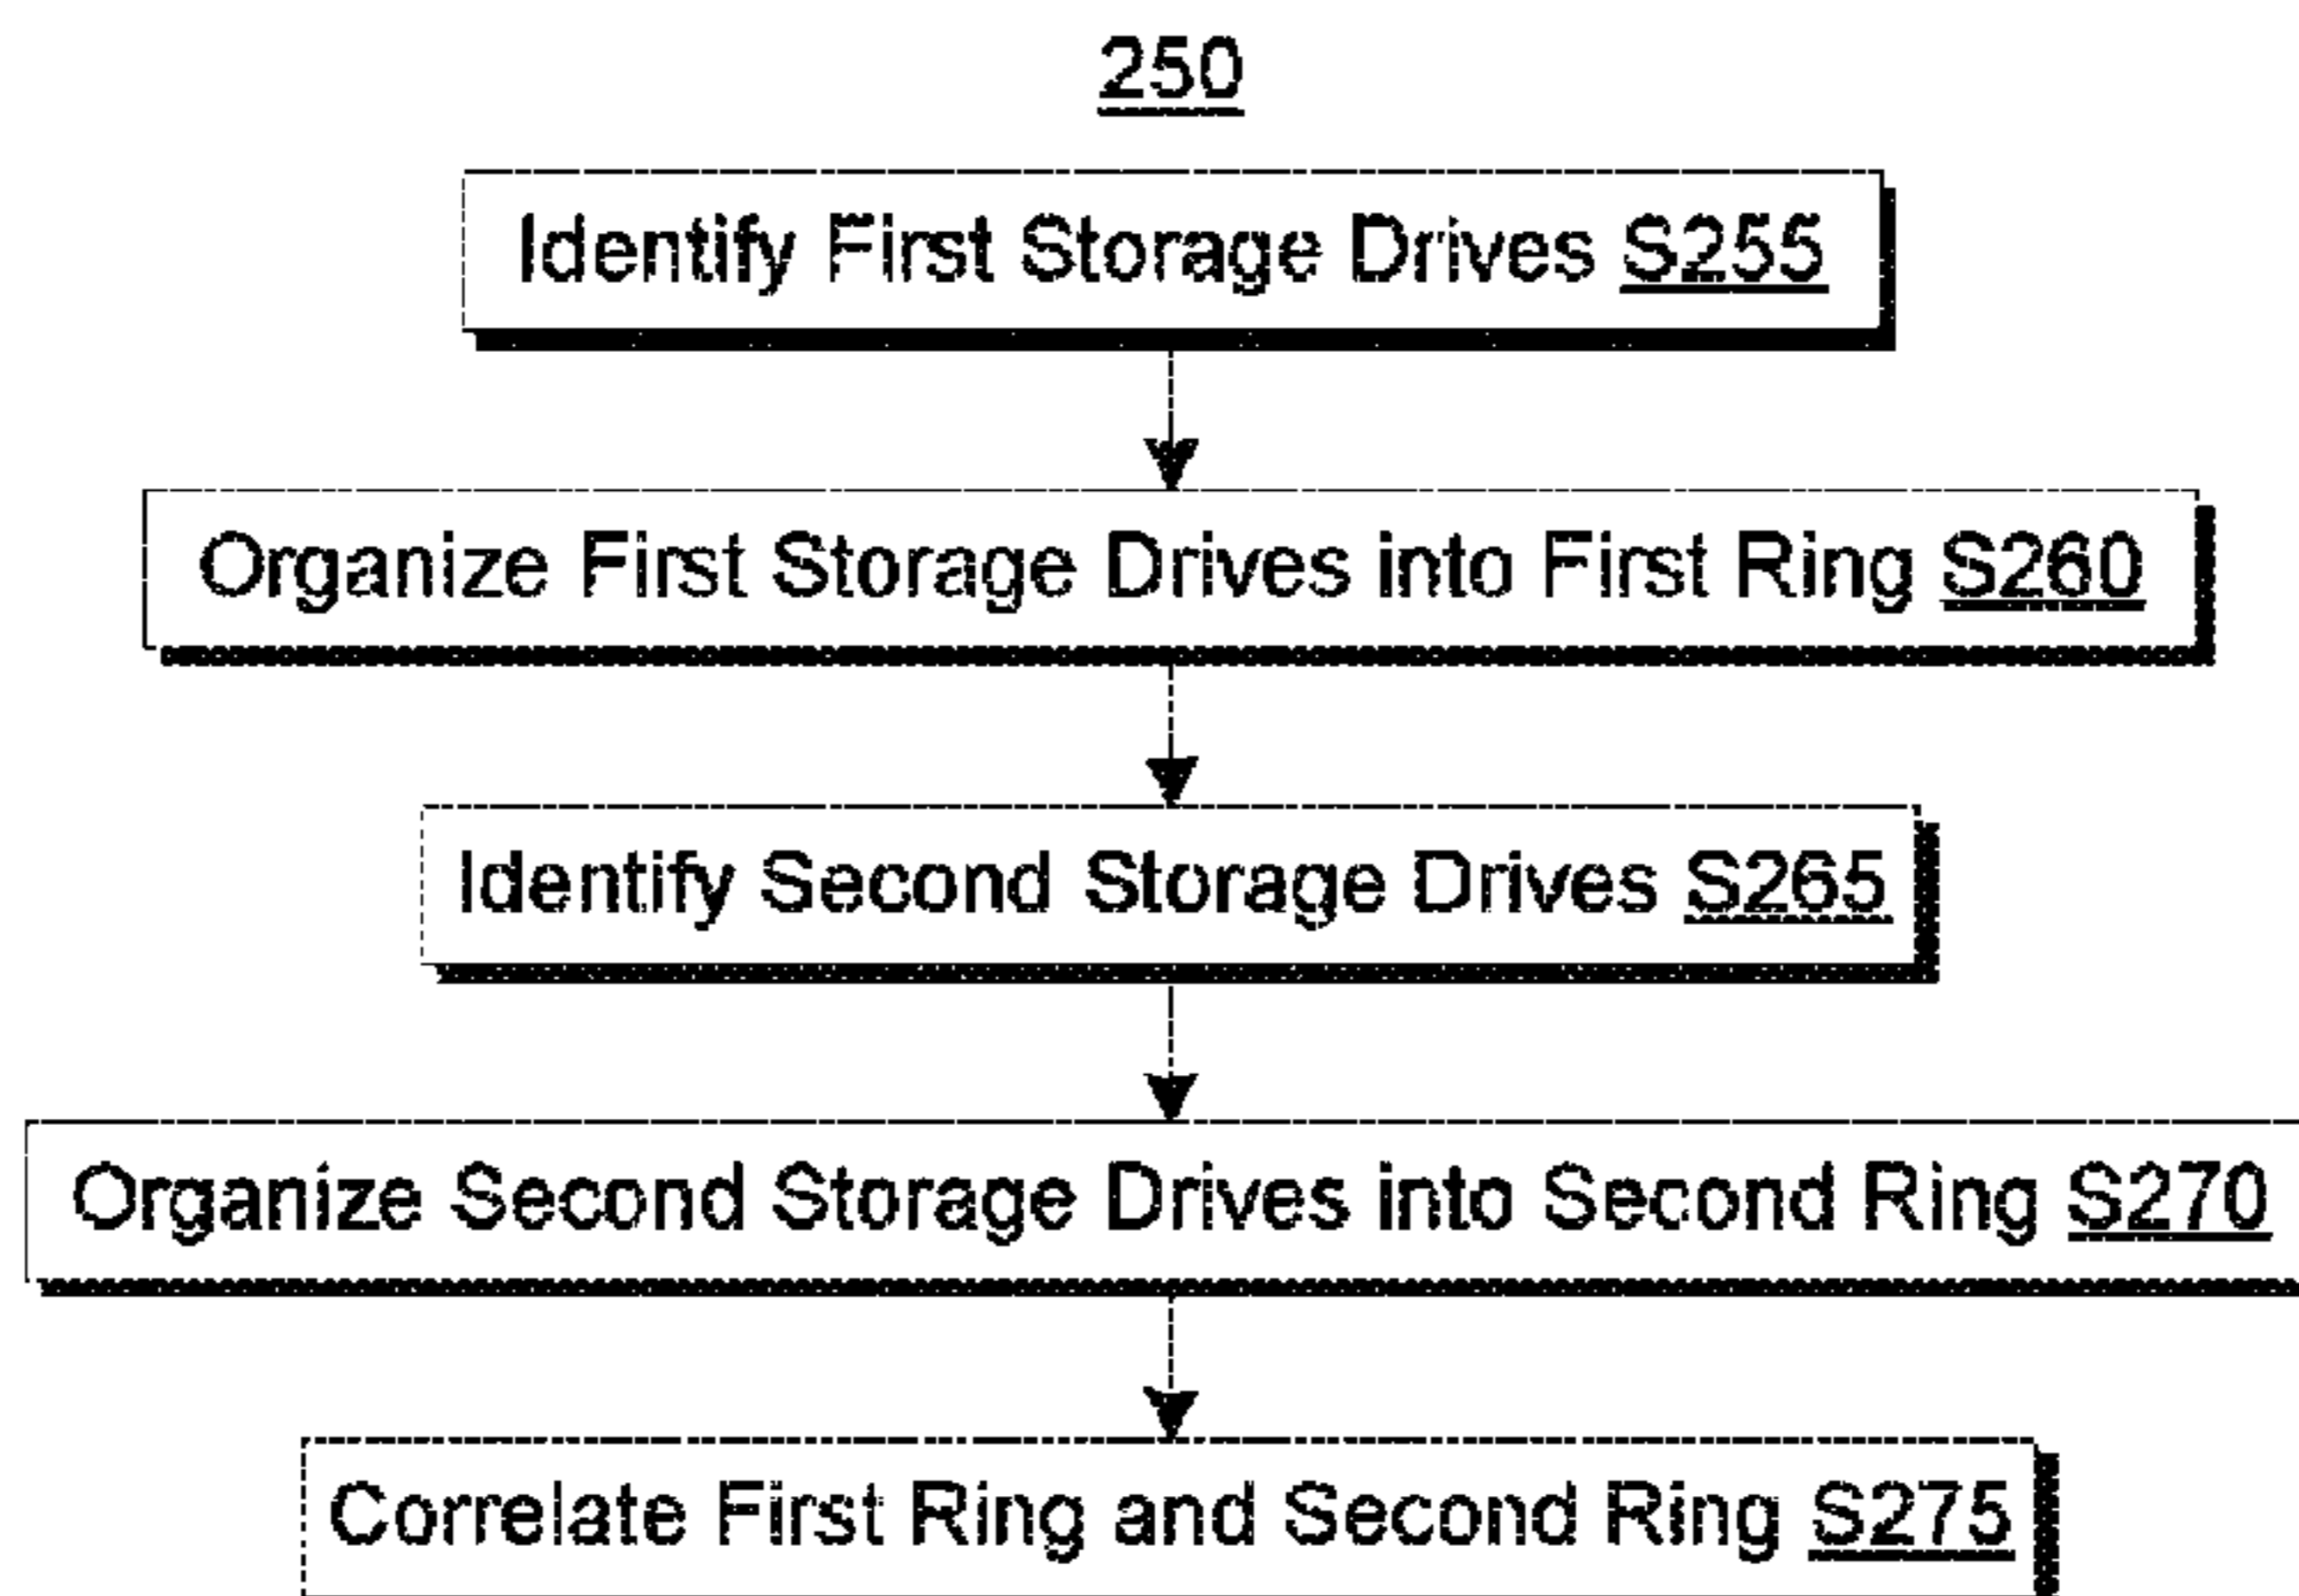 250
Identify First Storage Drives S255
Organize First Storage Drives into First Ring S260
Identify Second Storage Drives S265
Organize Second Storage Drives into Second Ring S270
Correlate First Ring and Second Ring S275